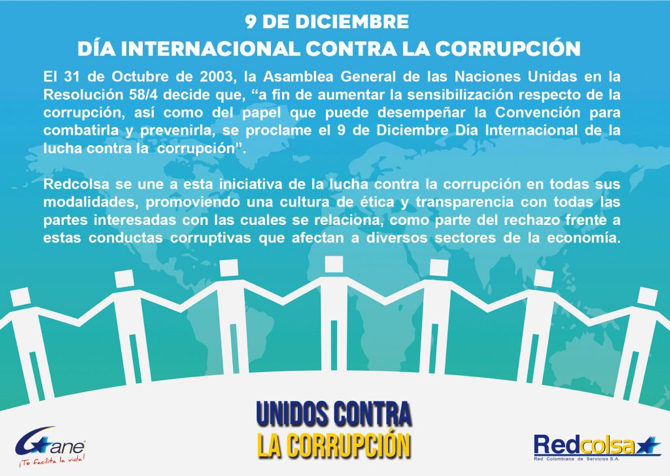 9 DE DICIEMBRE
DÍA INTERNACIONAL CONTRA LA CORRUPCIÓN
El 31 de Octubre de 2003, la Asamblea General de las Naciones Unidas en la
Resolución 58/4 decide que, “a fin de aumentar la sensibilización respecto de la
corrupción, así como del papel que puede desempeñar la Convención para
combatirla y prevenirla, se proclame el 9 de Diciembre Día Internacional de la
lucha contra la corrupción”.
Redcolsa se une a esta iniciativa de la lucha contra la corrupción en todas sus
modalidades, promoviendo una cultura de ética y transparencia con todas las
partes interesadas con las cuales se relaciona, como parte del rechazo frente a
estas conductas corruptivas que afectan a diversos sectores de la economía.
UNIDOS CONTRA
LA CORRUPCIÓN
Gane
¡Te Facilita la vida!
Redcolsa
Red Colombiana de Servicios S.A.